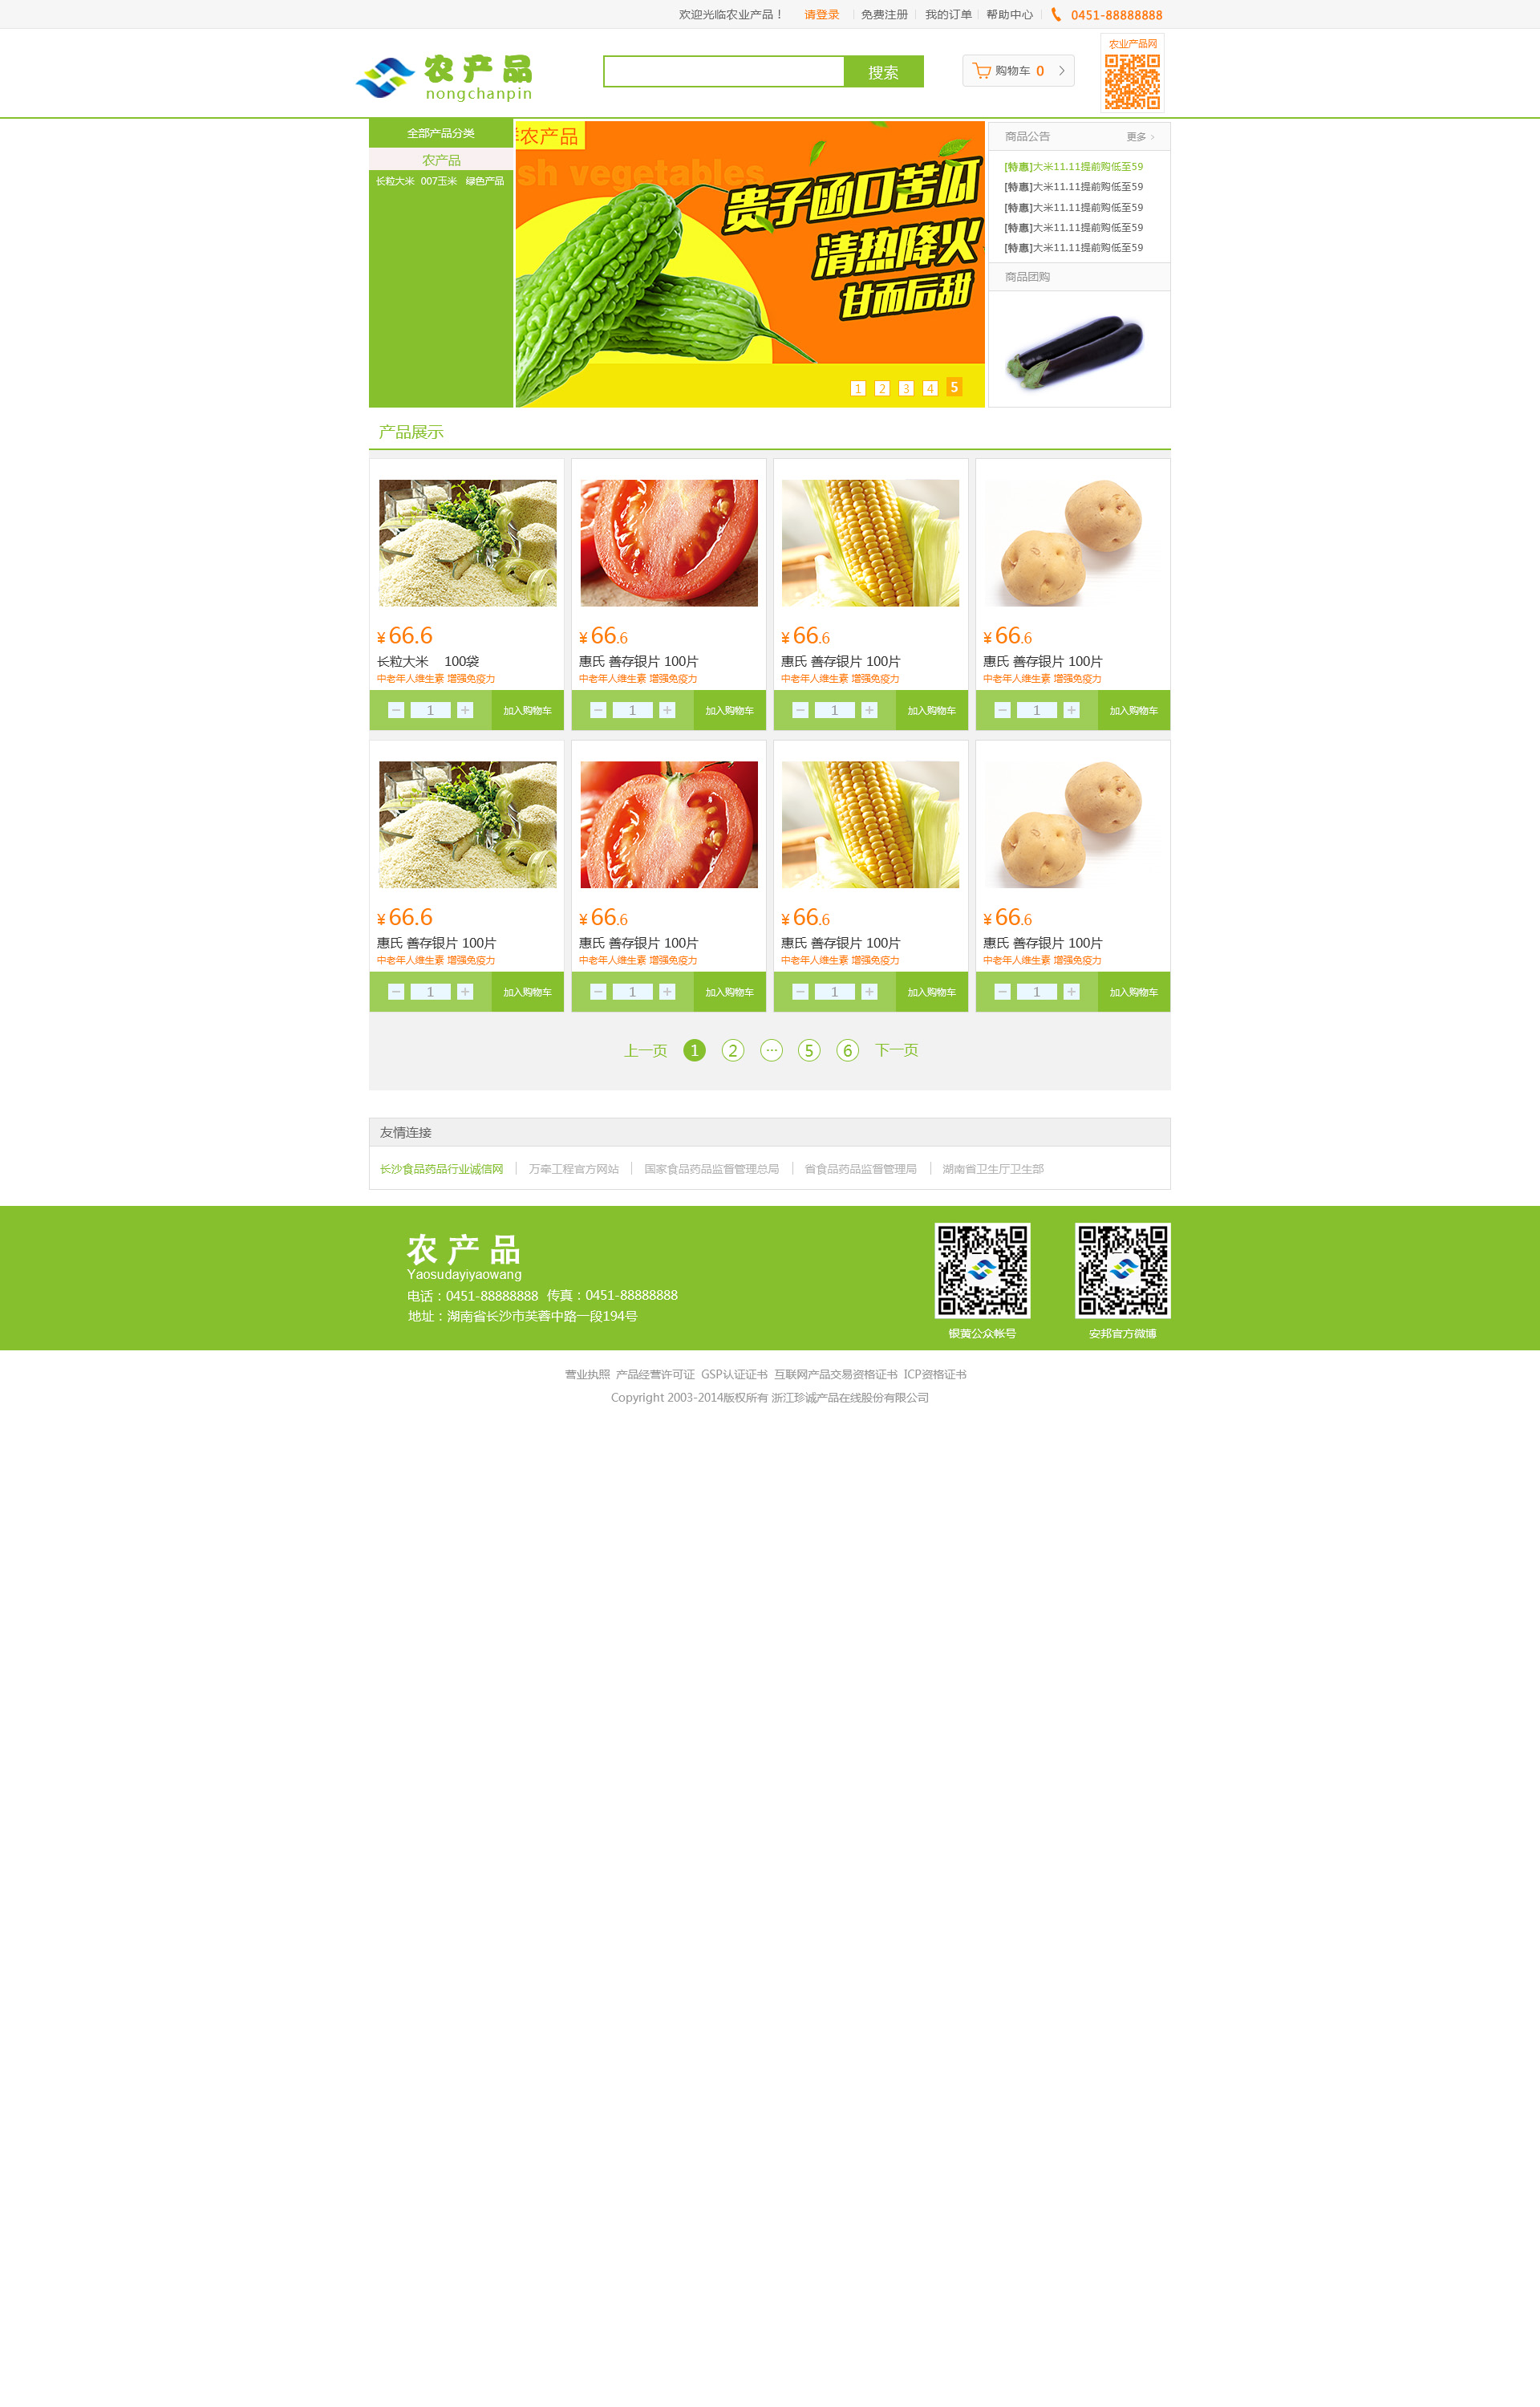 欢迎光临农业产品！ 请登录 免费注册 我的订单 帮助中心 0451-88888888
农业产品网
农产品
nongchanpin
搜索
购物车 0
全部产品分类
农产品
长粒大米 007玉米 绿色产品
农产品
sh vegetables
贵子函口苦瓜
清热降火
甘而后甜
1 2 3 4 5
商品公告 更多
[特惠]大米11.11提前购低至59
[特惠]大米11.11提前购低至59
[特惠]大米11.11提前购低至59
[特惠]大米11.11提前购低至59
[特惠]大米11.11提前购低至59
商品团购
产品展示
¥66.6 ¥66.6 ¥66.6 ¥66.6
长粒大米 100袋 惠氏 善存银片 100片 惠氏 善存银片 100片 惠氏 善存银片 100片
中老年人维生素 增强免疫力 中老年人维生素 增强免疫力 中老年人维生素 增强免疫力 中老年人维生素 增强免疫力
1 加入购物车 1 加入购物车 1 加入购物车 1 加入购物车
¥66.6 ¥66.6 ¥66.6 ¥66.6
惠氏 善存银片 100片 惠氏 善存银片 100片 惠氏 善存银片 100片 惠氏 善存银片 100片
中老年人维生素 增强免疫力 中老年人维生素 增强免疫力 中老年人维生素 增强免疫力 中老年人维生素 增强免疫力
1 加入购物车 1 加入购物车 1 加入购物车 1 加入购物车
上一页 1 2 ... 5 6 下一页
友情连接
长沙食品药品行业诚信网 万牵工程官方网站 国家食品药品监督管理总局 省食品药品监督管理局 湖南省卫生厅卫生部
农产品
Yaosudayiyaowang
电话：0451-88888888 传真：0451-88888888
地址：湖南省长沙市芙蓉中路一段194号
银黄公众帐号 安邦官方微博
营业执照 产品经营许可证 GSP认证证书 互联网产品交易资格证书 ICP资格证书
Copyright 2003-2014版权所有 浙江珍诚产品在线股份有限公司